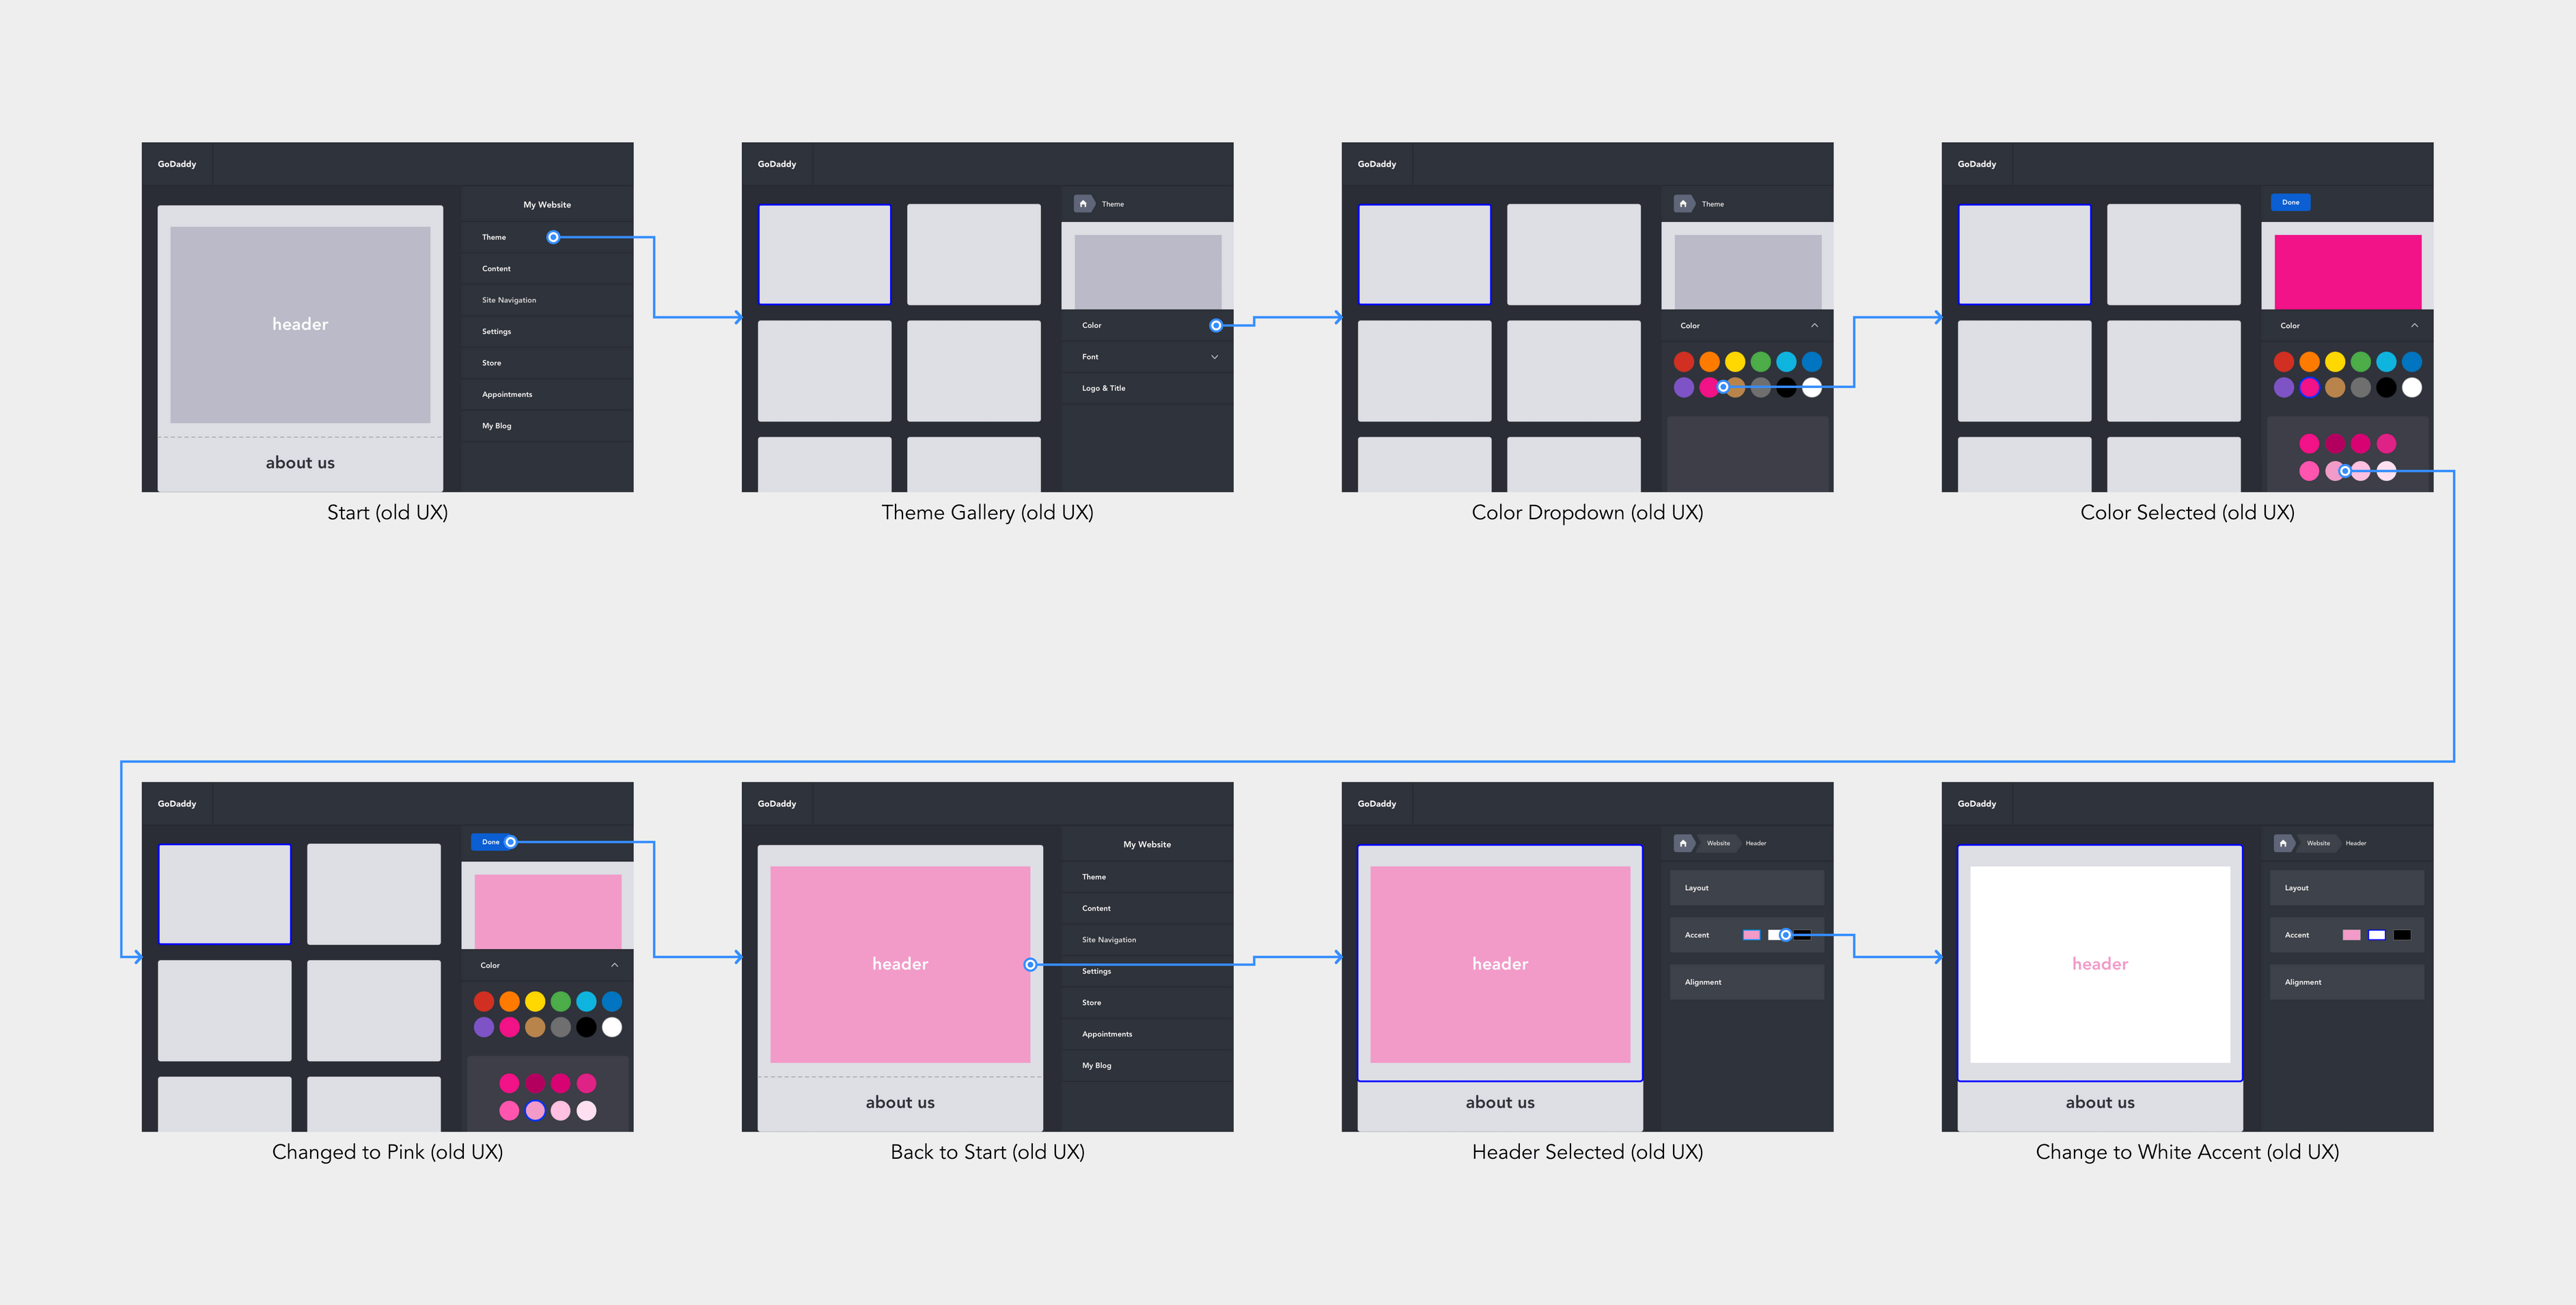 GoDaddy
My Website
Theme
Content
Site Navigation
Settings
Store
Appointments
My Blog
header
about us
Start (old UX)
GoDaddy
Theme
Color
Font
Logo & Title
Theme Gallery (old UX)
GoDaddy
Theme
Color
Color Dropdown (old UX)
GoDaddy
Done
Color
Color Selected (old UX)
GoDaddy
Done
Color
Changed to Pink (old UX)
GoDaddy
My Website
Theme
Content
Site Navigation
Settings
Store
Appointments
My Blog
header
about us
Back to Start (old UX)
GoDaddy
Website Header
Layout
Accent
Alignment
header
about us
Header Selected (old UX)
GoDaddy
Website Header
Layout
Accent
Alignment
header
about us
Change to White Accent (old UX)